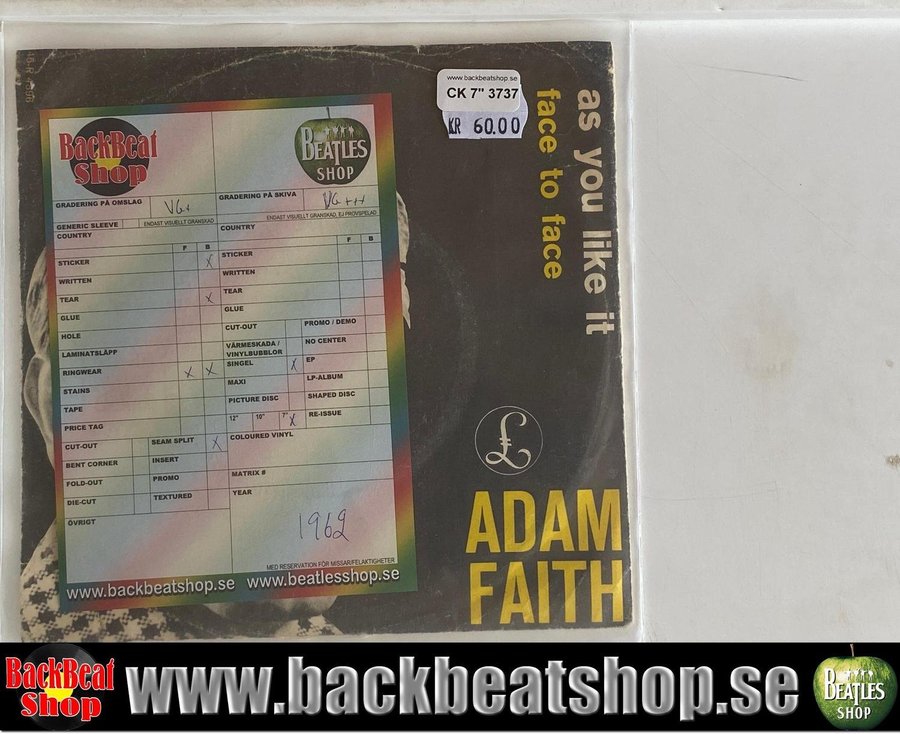 www.backbeatshop.se
CK 7" 3737
KR 60.00
as you like it
face to face
£
ADAM
FAITH
BackBeat
Shop
BEATLES
SHOP
GRADERING PÅ OMSLAG VG+
GRADERING PÅ SKIVA VG++
GENERIC SLEEVE ENDAST VISUELLT GRANSKAD
ENDAST VISUELLT GRANSKAD, EJ PROVSPELAD
COUNTRY
F B
STICKER X
WRITTEN
TEAR X
GLUE
HOLE
LAMINATSLÄPP
RINGWEAR X X
STAINS
TAPE
PRICE TAG
CUT-OUT SEAM SPLIT X
BENT CORNER INSERT
FOLD-OUT PROMO
DIE-CUT TEXTURED
ÖVRIGT
COUNTRY
F B
STICKER
WRITTEN
TEAR
GLUE
CUT-OUT PROMO / DEMO
VÄRMESKADA / NO CENTER
VINYLBUBBLOR
SINGEL X EP
MAXI LP-ALBUM
PICTURE DISC SHAPED DISC
12" 10" 7" X RE-ISSUE
COLOURED VINYL
MATRIX #
YEAR
1962
MED RESERVATION FÖR MISSAR/FELAKTIGHETER
www.backbeatshop.se www.beatlesshop.se
BackBeat
Shop
www.backbeatshop.se
BEATLES
SHOP